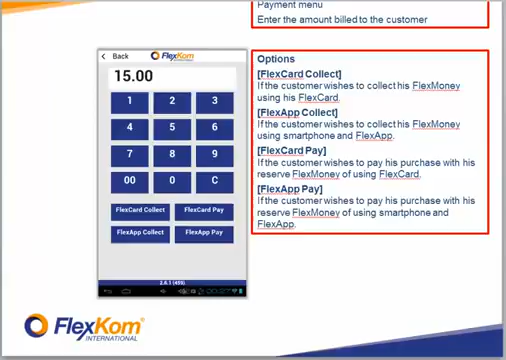 Payment menu
Enter the amount billed to the customer
Back
FlexKom
INTERNATIONAL
15.00
1 2 3
4 5 6
7 8 9
00 0 C
FlexCard Collect FlexCard Pay
FlexApp Collect FlexApp Pay
2.4.1 (45%)
Options
[FlexCard Collect]
If the customer wishes to collect his FlexMoney
using his FlexCard.
[FlexApp Collect]
If the customer wishes to collect his FlexMoney
using smartphone and FlexApp.
[FlexCard Pay]
If the customer wishes to pay his purchase with his
reserve FlexMoney of using FlexCard.
[FlexApp Pay]
If the customer wishes to pay his purchase with his
reserve FlexMoney of using smartphone and
FlexApp.
FlexKom®
INTERNATIONAL